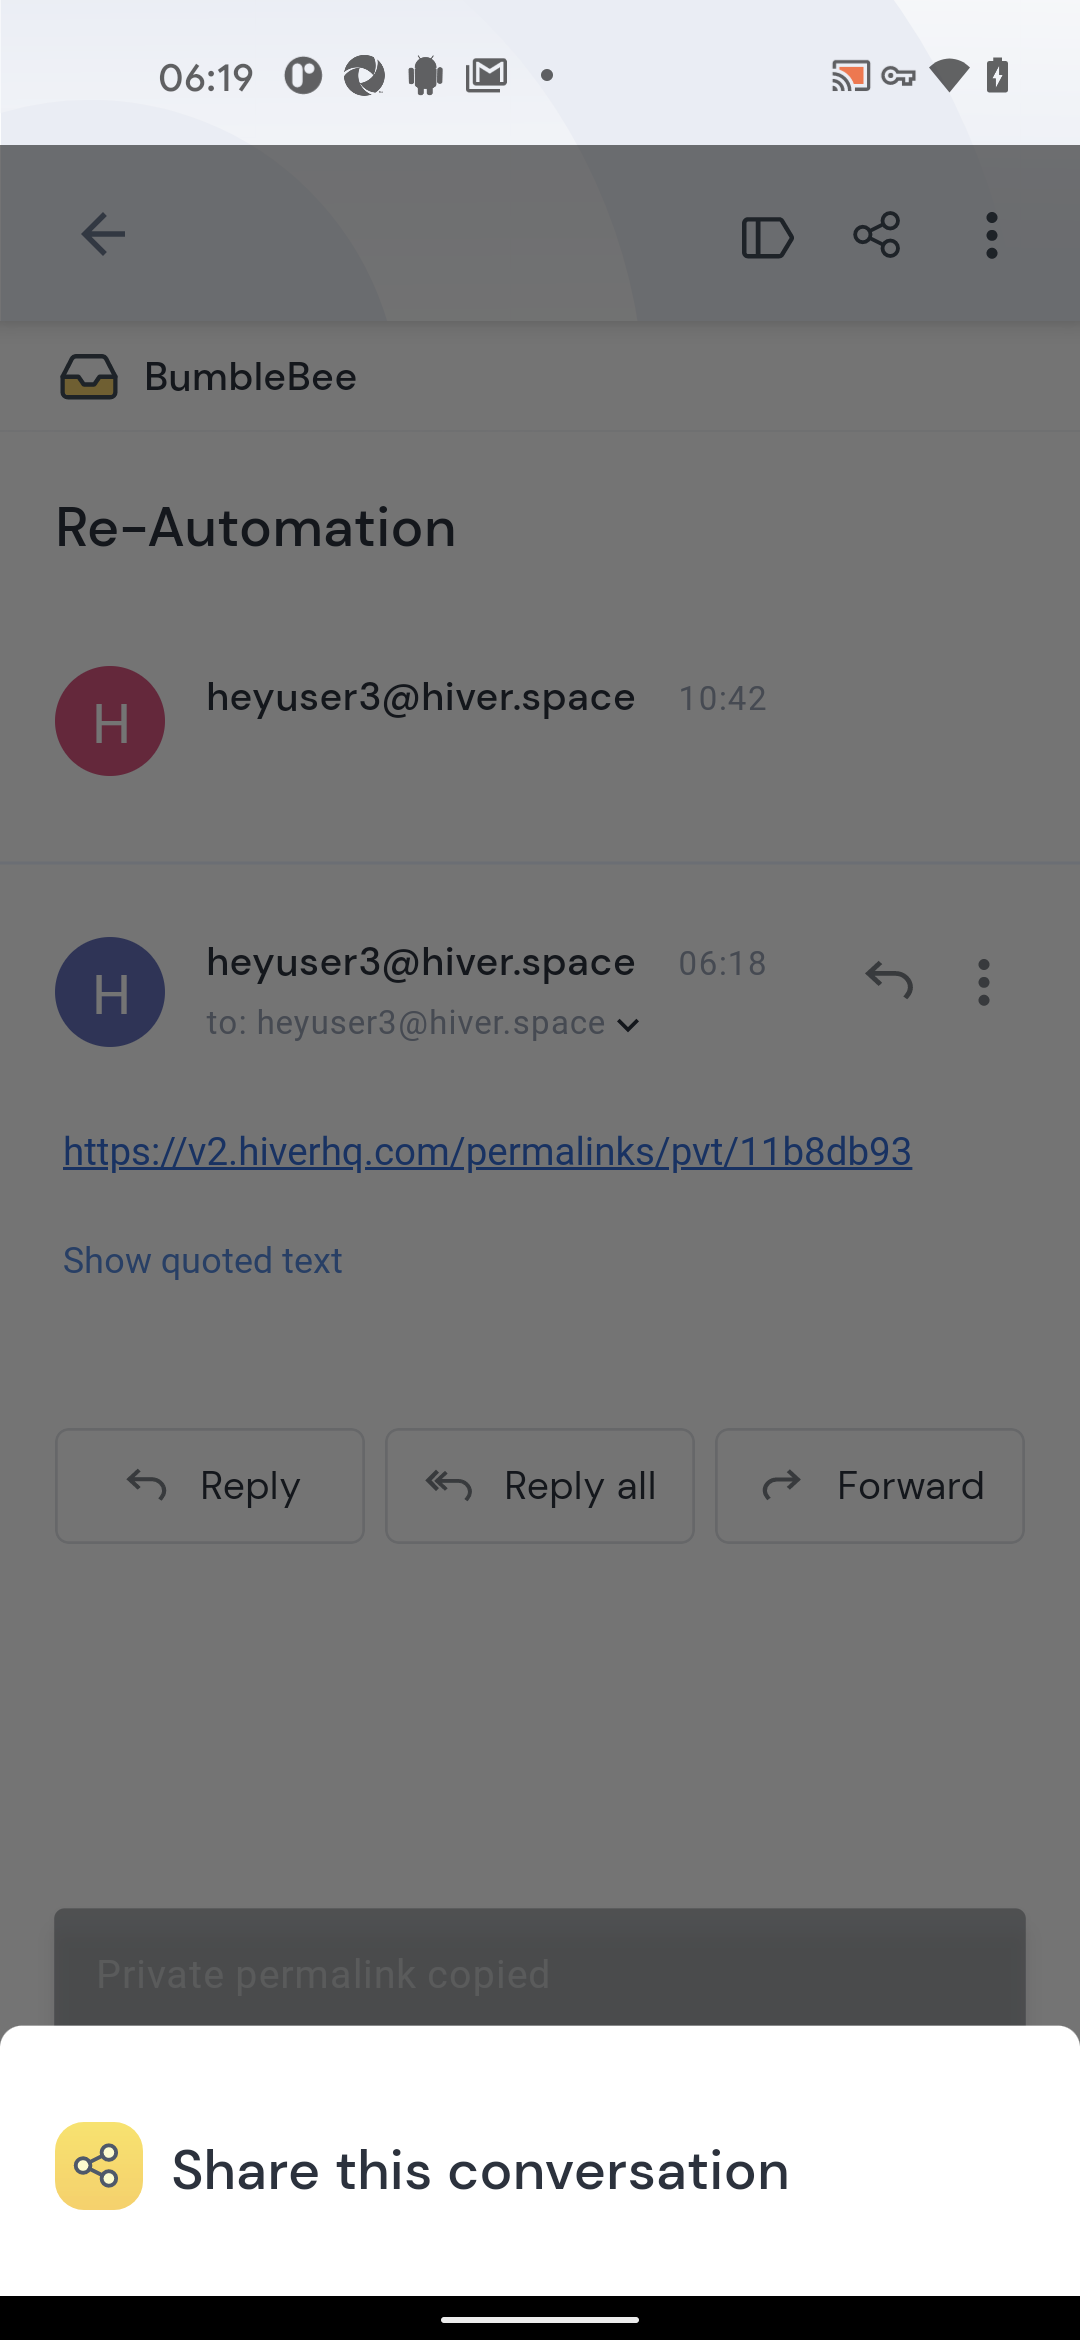 06:19
BumbleBee
Re-Automation
H
heyuser3@hiver.space 10:42
H
heyuser3@hiver.space 06:18
to: heyuser3@hiver.space
https://v2.hiverhq.com/permalinks/pvt/11b8db93
Show quoted text
Reply Reply all Forward
Private permalink copied
Share this conversation